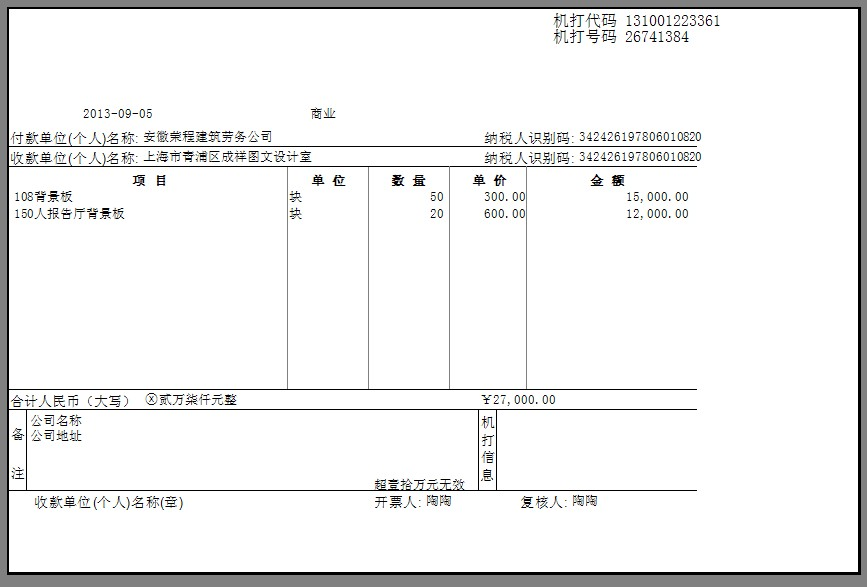 机打代码 131001223361
机打号码 26741384
2013-09-05 商业
付款单位(个人)名称: 安徽荣程建筑劳务公司 纳税人识别码: 342426197806010820
收款单位(个人)名称: 上海市青浦区成祥图文设计室 纳税人识别码: 342426197806010820
项 目 单 位 数 量 单 价 金 额
108背景板 块 50 300.00 15,000.00
150人报告厅背景板 块 20 600.00 12,000.00
合计人民币（大写） ⓧ贰万柒仟元整 ¥27,000.00
备注
公司名称
公司地址
超壹拾万元无效
机打信息
收款单位(个人)名称(章) 开票人: 陶陶 复核人: 陶陶